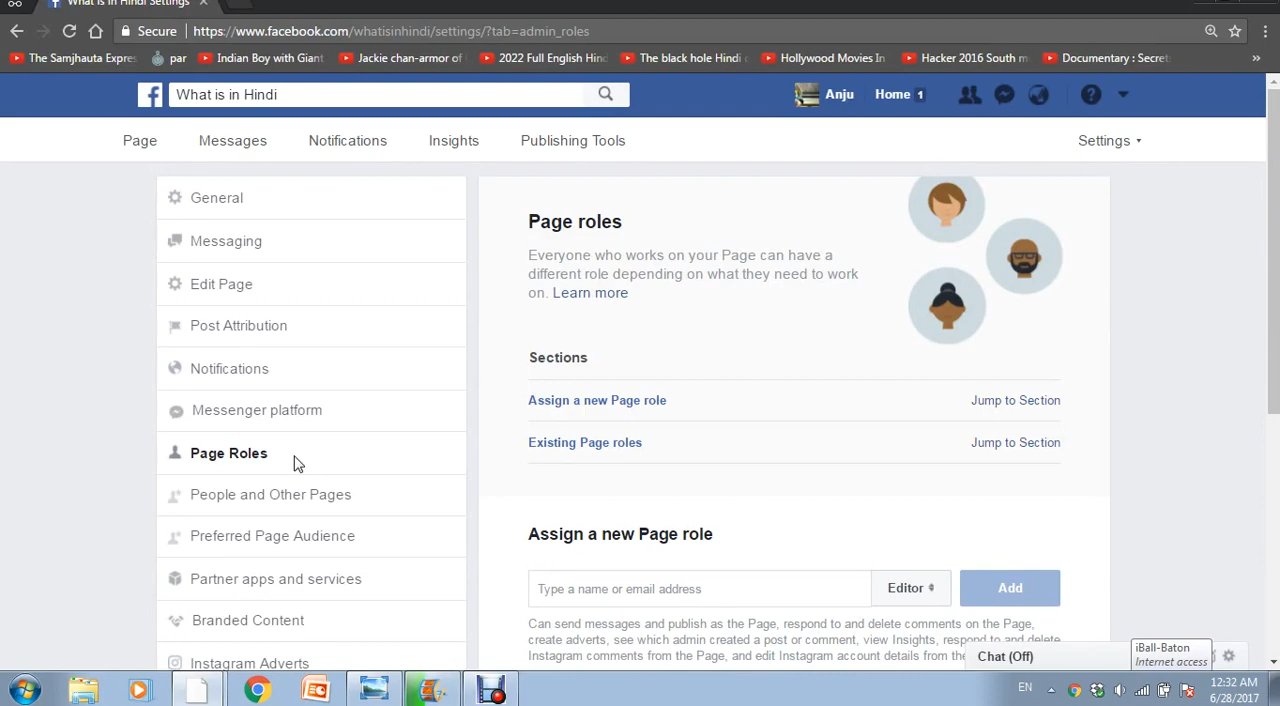 What is in Hindi Settings
Secure https://www.facebook.com/whatisinhindi/settings/?tab=admin_roles
The Samjhauta Expres par Indian Boy with Giant Jackie chan-armor of 2022 Full English Hind The black hole Hindi Hollywood Movies In Hacker 2016 South m Documentary : Secret »
What is in Hindi Anju Home 1
Page Messages Notifications Insights Publishing Tools Settings
General
Messaging
Edit Page
Post Attribution
Notifications
Messenger platform
Page Roles
People and Other Pages
Preferred Page Audience
Partner apps and services
Branded Content
Instagram Adverts
Page roles
Everyone who works on your Page can have a
different role depending on what they need to work
on. Learn more
Sections
Assign a new Page role Jump to Section
Existing Page roles Jump to Section
Assign a new Page role
Type a name or email address Editor Add
Can send messages and publish as the Page, respond to and delete comments on the Page,
create adverts, see which admin created a post or comment, view Insights, respond to and delete
Instagram comments from the Page, and edit Instagram account details from the
Chat (Off)
iBall-Baton
Internet access
EN
12:32 AM
6/28/2017